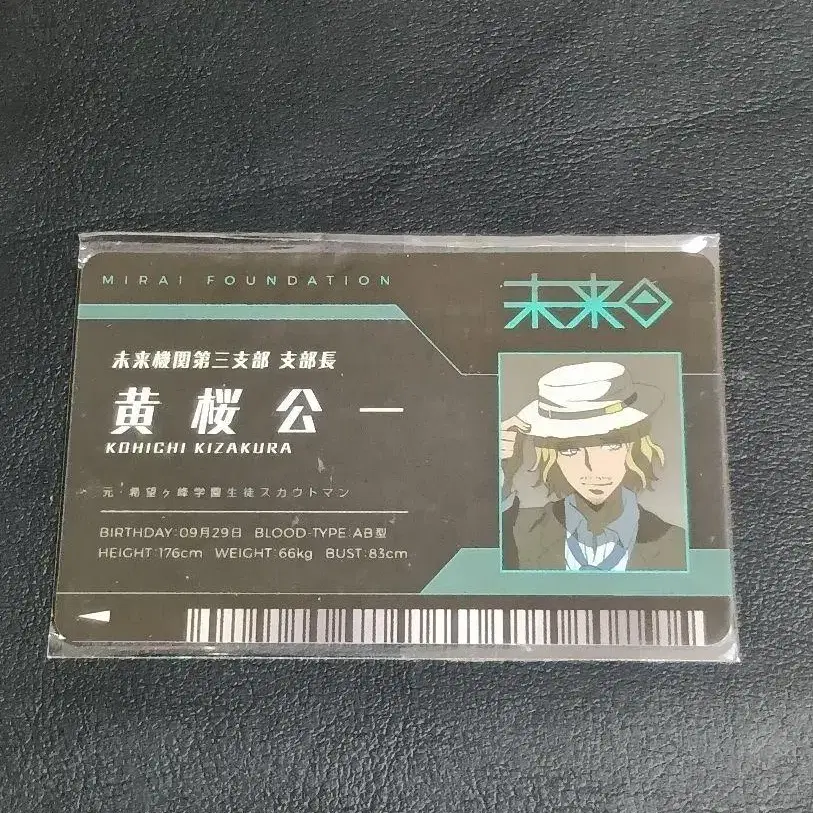 MIRAI FOUNDATION
未来
未来機関第三支部 支部長
黄桜公一
KOHICHI KIZAKURA
元・希望ヶ峰学園生徒スカウトマン
BIRTHDAY:09月29日 BLOOD-TYPE:AB型
HEIGHT:176cm WEIGHT:66kg BUST:83cm